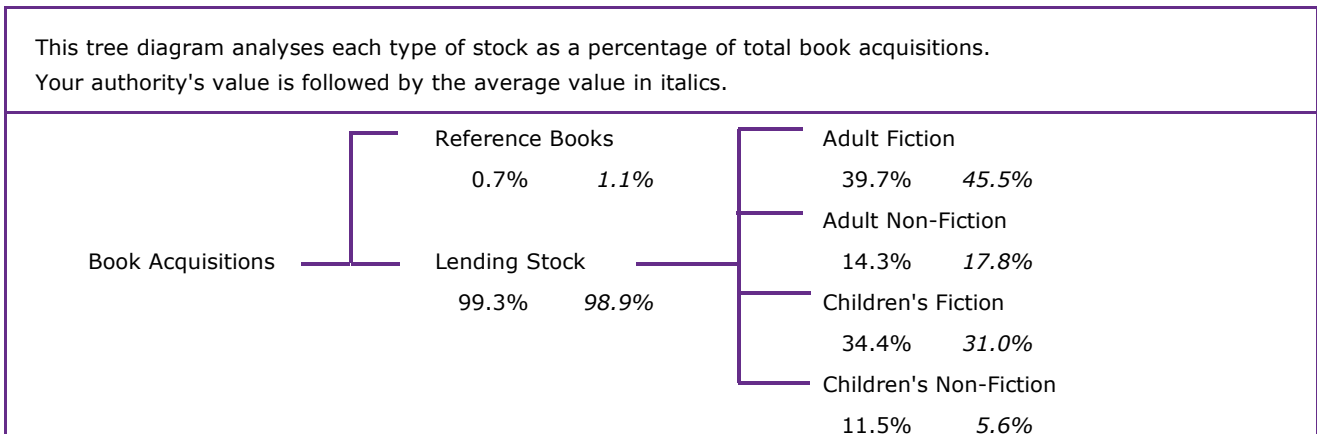 This tree diagram analyses each type of stock as a percentage of total book acquisitions.
Your authority's value is followed by the average value in italics.
Reference Books
0.7% 1.1%
Book Acquisitions
Lending Stock
99.3% 98.9%
Adult Fiction
39.7% 45.5%
Adult Non-Fiction
14.3% 17.8%
Children's Fiction
34.4% 31.0%
Children's Non-Fiction
11.5% 5.6%